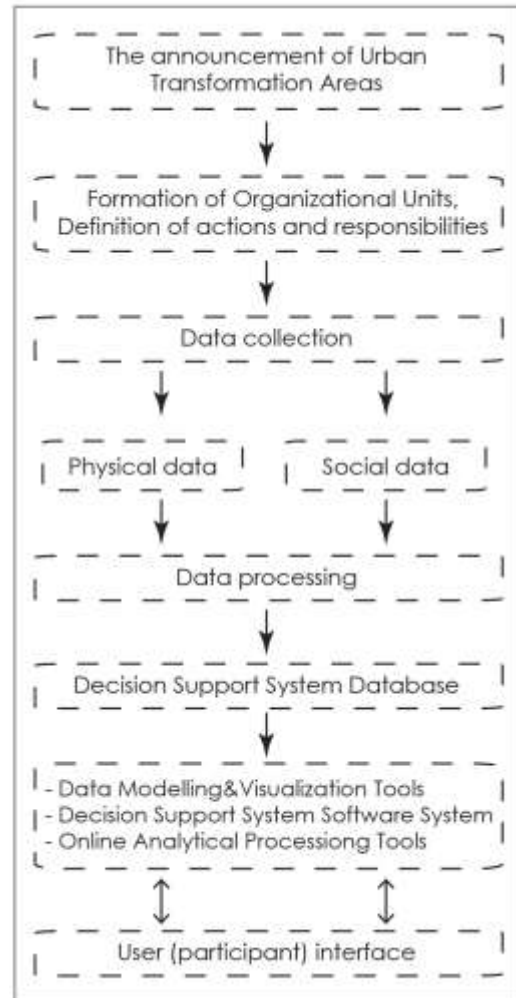 The announcement of Urban
Transformation Areas
Formation of Organizational Units,
Definition of actions and responsibilities
Data collection
Physical data
Social data
Data processing
Decision Support System Database
- Data Modelling&Visualization Tools
- Decision Support System Software System
- Online Analytical Processiong Tools
User (participant) interface